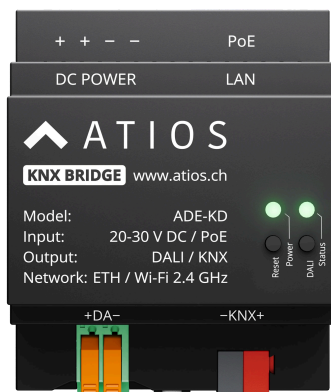 + + – – PoE
DC POWER LAN
ATIOS
KNX BRIDGE www.atios.ch
Model: ADE-KD
Input: 20-30 V DC / PoE
Output: DALI / KNX
Network: ETH / Wi-Fi 2.4 GHz
Reset
Power
DALI
Status
+DA− −KNX+